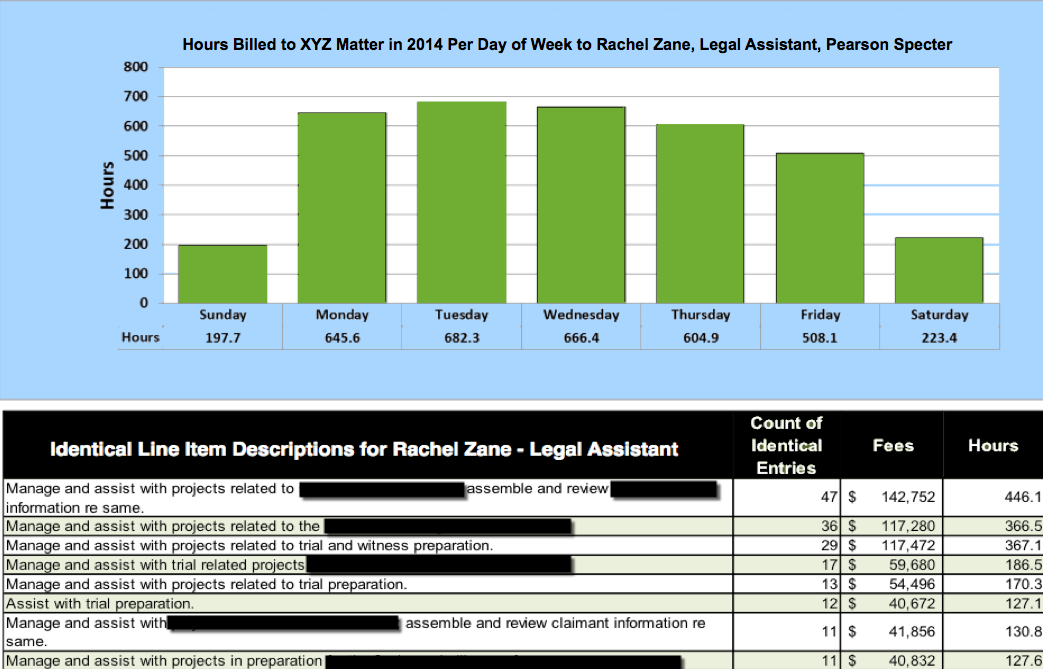 Hours Billed to XYZ Matter in 2014 Per Day of Week to Rachel Zane, Legal Assistant, Pearson Specter
800
700
600
500
400
300
200
100
0
Hours
Sunday Monday Tuesday Wednesday Thursday Friday Saturday
Hours 197.7 645.6 682.3 666.4 604.9 508.1 223.4
Identical Line Item Descriptions for Rachel Zane - Legal Assistant Count of Identical Entries Fees Hours
Manage and assist with projects related to assemble and review
information re same. 47 $ 142,752 446.1
Manage and assist with projects related to the 36 $ 117,280 366.5
Manage and assist with projects related to trial and witness preparation. 29 $ 117,472 367.1
Manage and assist with trial related projects 17 $ 59,680 186.5
Manage and assist with projects related to trial preparation. 13 $ 54,496 170.3
Assist with trial preparation. 12 $ 40,672 127.1
Manage and assist with assemble and review claimant information re
same. 11 $ 41,856 130.8
Manage and assist with projects in preparation 11 $ 40,832 127.6